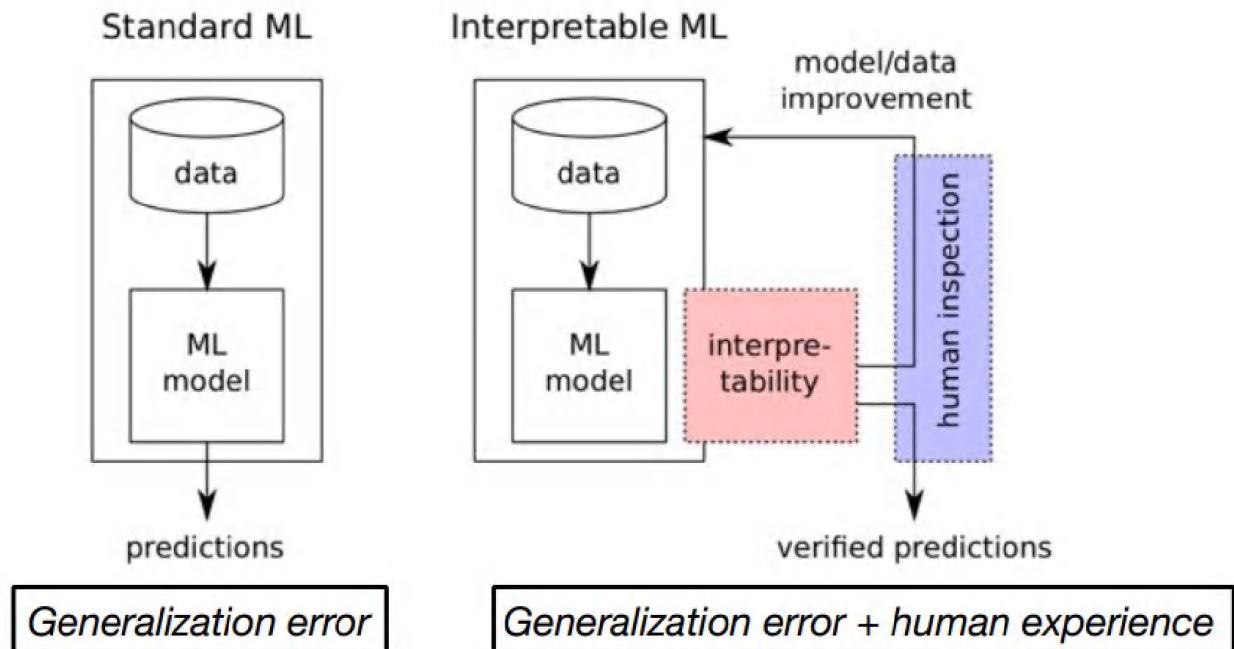 Standard ML
data
ML
model
predictions
Generalization error
Interpretable ML
model/data
improvement
data
ML
model
interpre-
tability
human inspection
verified predictions
Generalization error + human experience